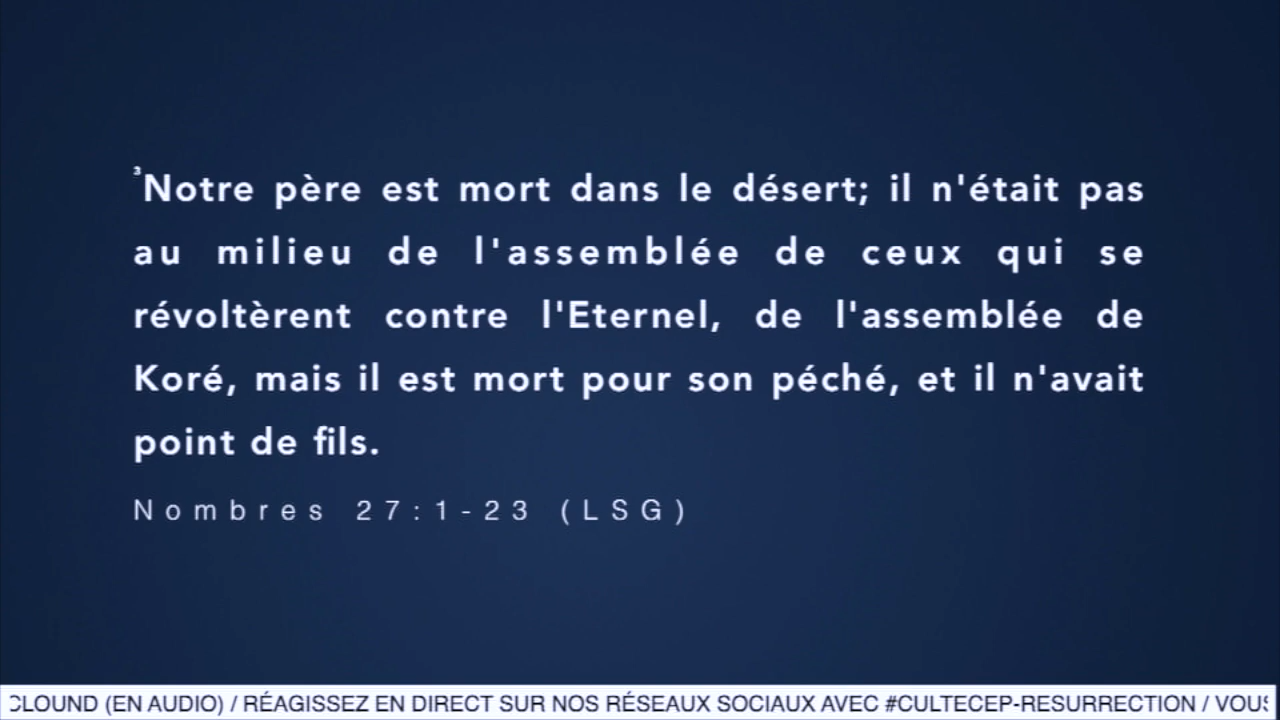 ³Notre père est mort dans le désert; il n'était pas
au milieu de l'assemblée de ceux qui se
révoltèrent contre l'Eternel, de l'assemblée de
Koré, mais il est mort pour son péché, et il n'avait
point de fils.
Nombres 27:1-23 (LSG)
CLOUND (EN AUDIO) / RÉAGISSEZ EN DIRECT SUR NOS RÉSEAUX SOCIAUX AVEC #CULTECEP-RESURRECTION / VOUS